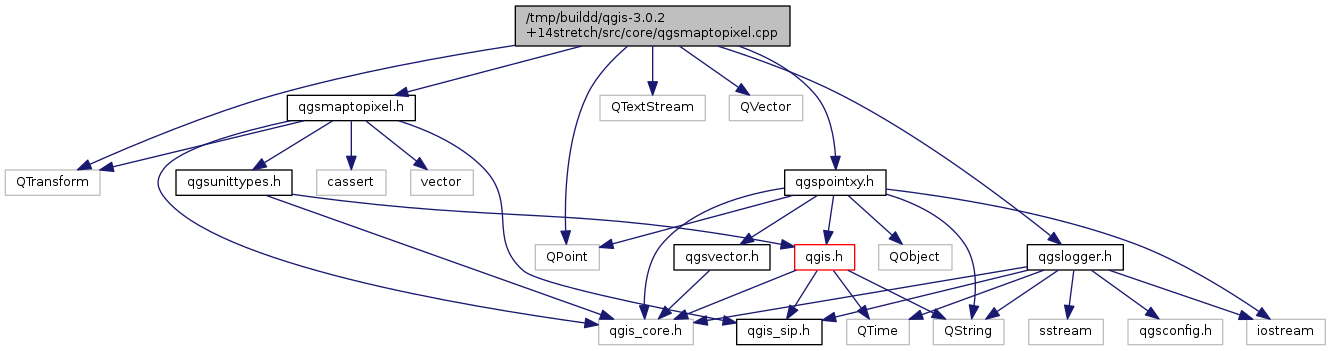 /tmp/buildd/qgis-3.0.2
+14stretch/src/core/qgsmaptopixel.cpp
qgsmaptopixel.h
QTextStream
QVector
QTransform
qgsunittypes.h
cassert
vector
qgspointxy.h
QPoint
qgsvector.h
qgis.h
QObject
qgslogger.h
qgis_core.h
qgis_sip.h
QTime
QString
sstream
qgsconfig.h
iostream